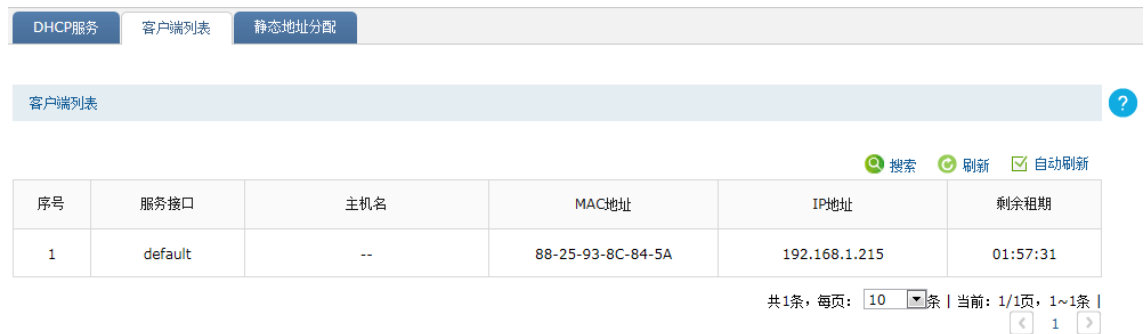 DHCP服务 客户端列表 静态地址分配
客户端列表 ?
搜索 刷新 自动刷新
序号 服务接口 主机名 MAC地址 IP地址 剩余租期
1 default -- 88-25-93-8C-84-5A 192.168.1.215 01:57:31
共1条，每页： 10 条 | 当前：1/1页，1~1条 |
< 1 >